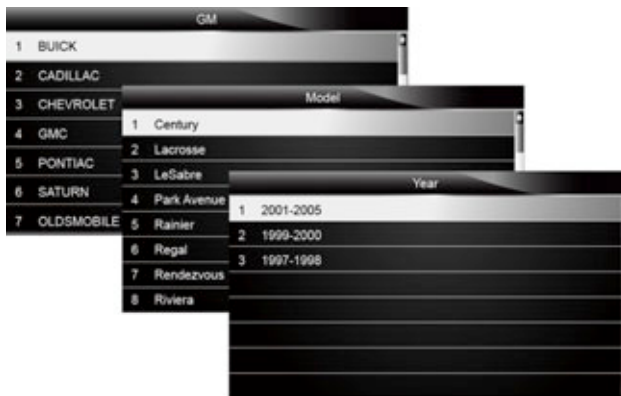 GM
1 BUICK
2 CADILLAC
3 CHEVROLET
4 GMC
5 PONTIAC
6 SATURN
7 OLDSMOBILE
Model
1 Century
2 Lacrosse
3 LeSabre
4 Park Avenue
5 Rainier
6 Regal
7 Rendezvous
8 Riviera
Year
1 2001-2005
2 1999-2000
3 1997-1998